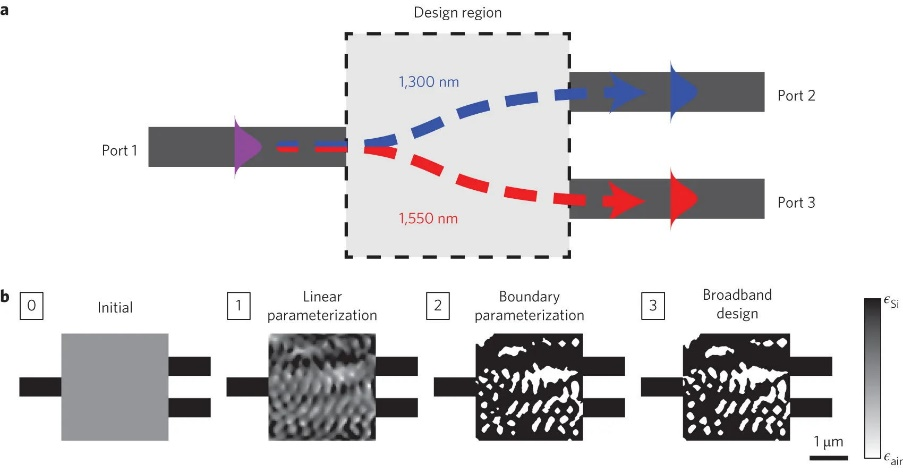 a
Design region
1,300 nm
Port 2
Port 1
1,550 nm
Port 3
b
0
Initial
1
Linear
parameterization
2
Boundary
parameterization
3
Broadband
design
ϵSi
1 µm
ϵair